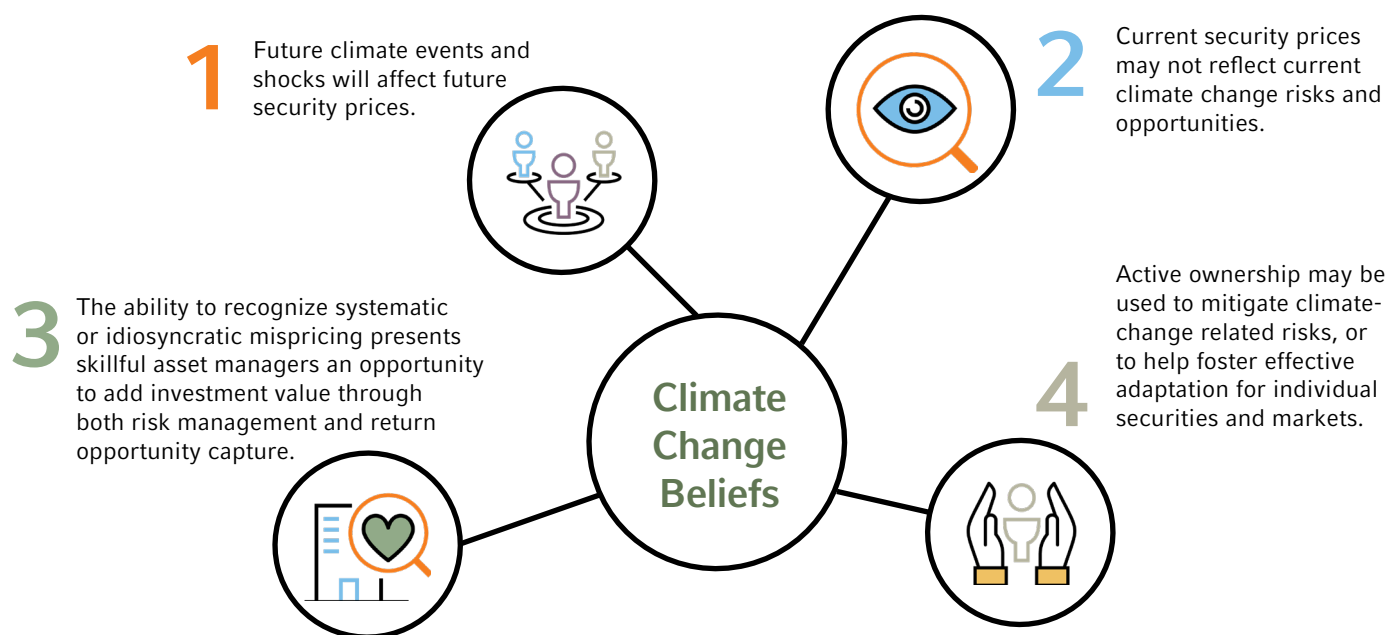 1
Future climate events and
shocks will affect future
security prices.
2
Current security prices
may not reflect current
climate change risks and
opportunities.
3
The ability to recognize systematic
or idiosyncratic mispricing presents
skillful asset managers an opportunity
to add investment value through
both risk management and return
opportunity capture.
4
Active ownership may be
used to mitigate climate-
change related risks, or
to help foster effective
adaptation for individual
securities and markets.
Climate
Change
Beliefs